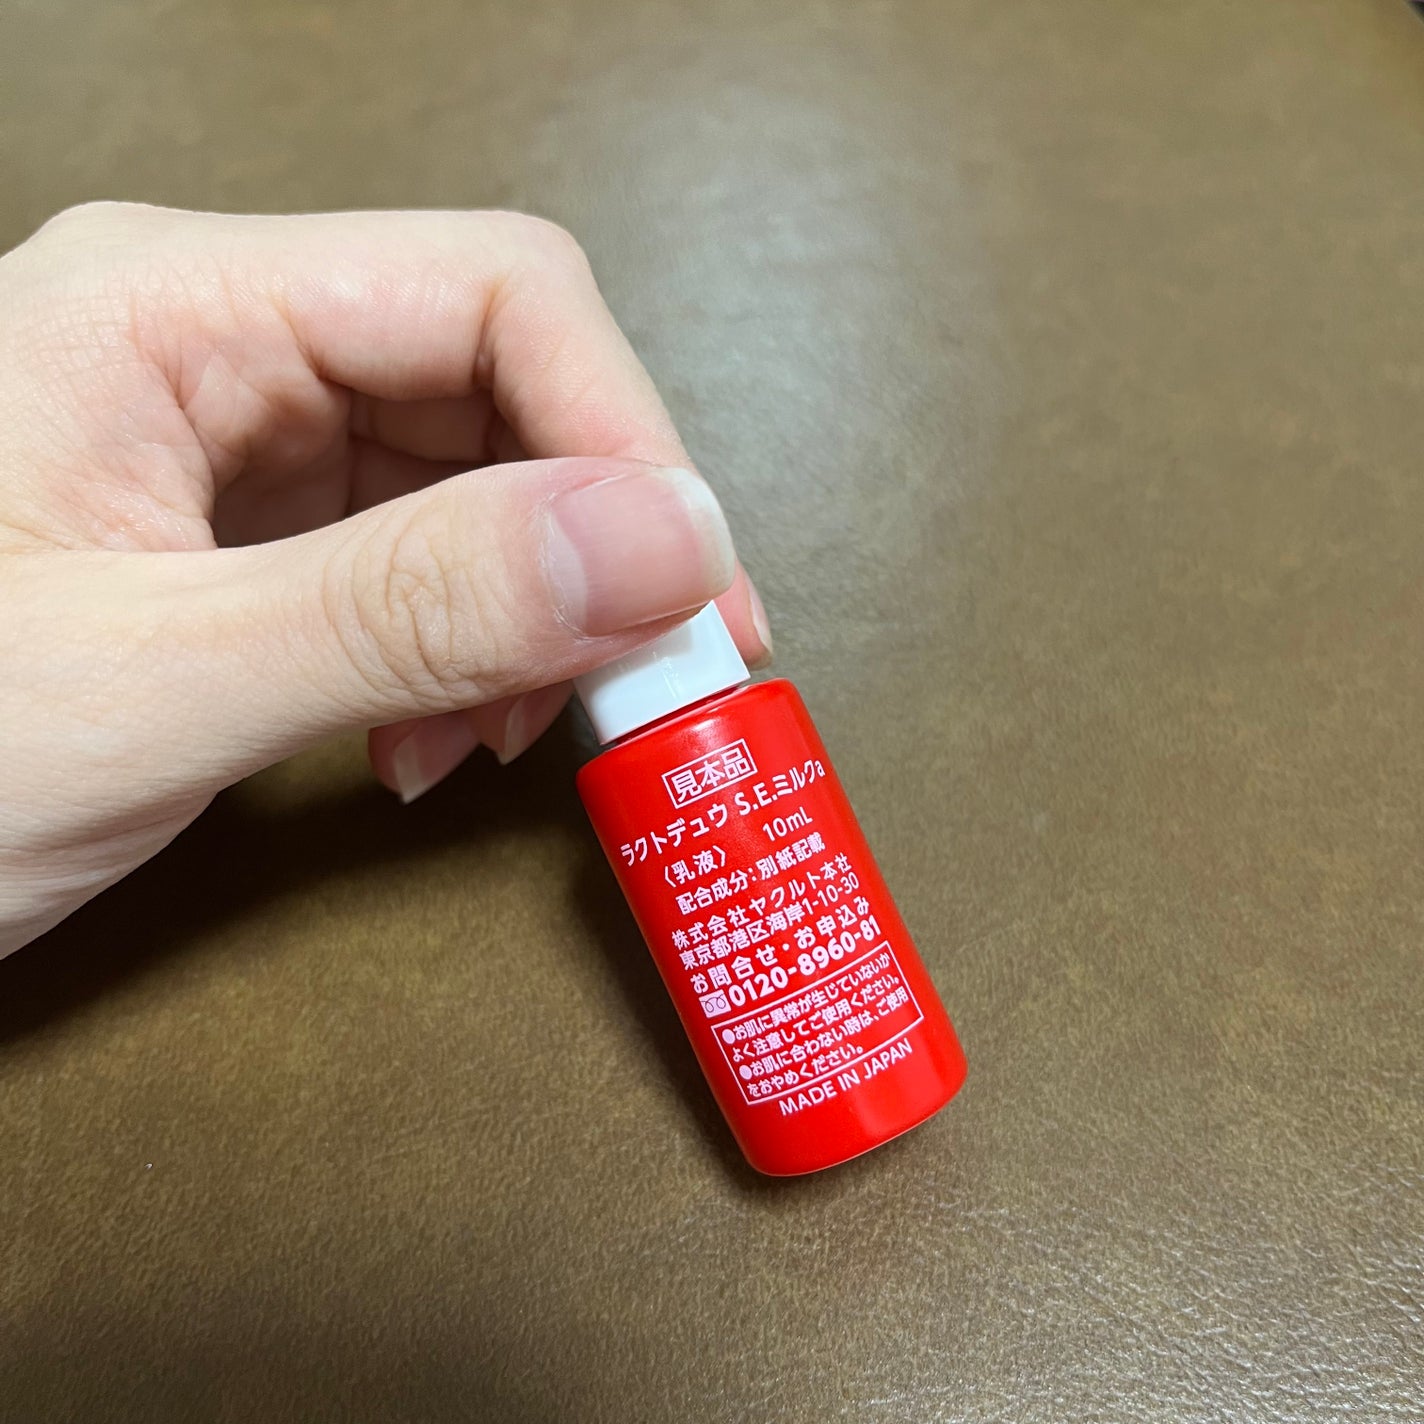 見本品
ラクトデュウ S.E.ミルクa
〈乳液〉 10mL
配合成分：別紙記載
株式会社ヤクルト本社
東京都港区海岸1-10-30
お問合せ・お申込み
0120-8960-81
●お肌に異常が生じていないか
よく注意してご使用ください。
●お肌に合わない時は、ご使用
をおやめください。
MADE IN JAPAN